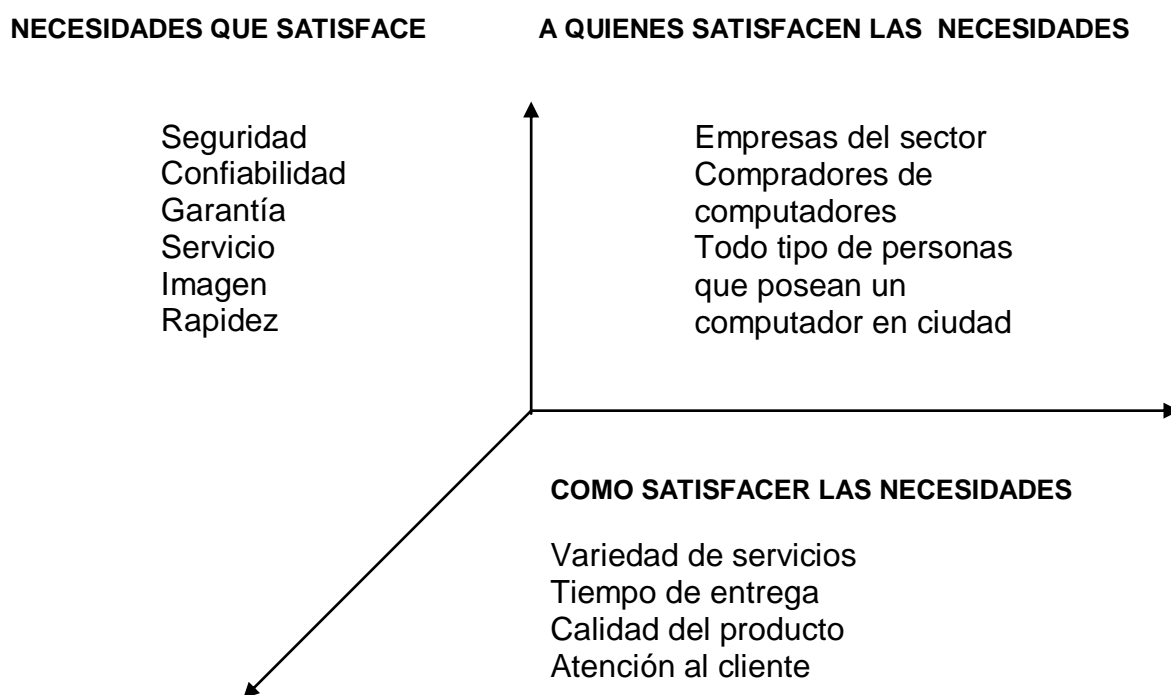 NECESIDADES QUE SATISFACE
A QUIENES SATISFACEN LAS NECESIDADES
Seguridad
Confiabilidad
Garantía
Servicio
Imagen
Rapidez
Empresas del sector
Compradores de
computadores
Todo tipo de personas
que posean un
computador en ciudad
COMO SATISFACER LAS NECESIDADES
Variedad de servicios
Tiempo de entrega
Calidad del producto
Atención al cliente